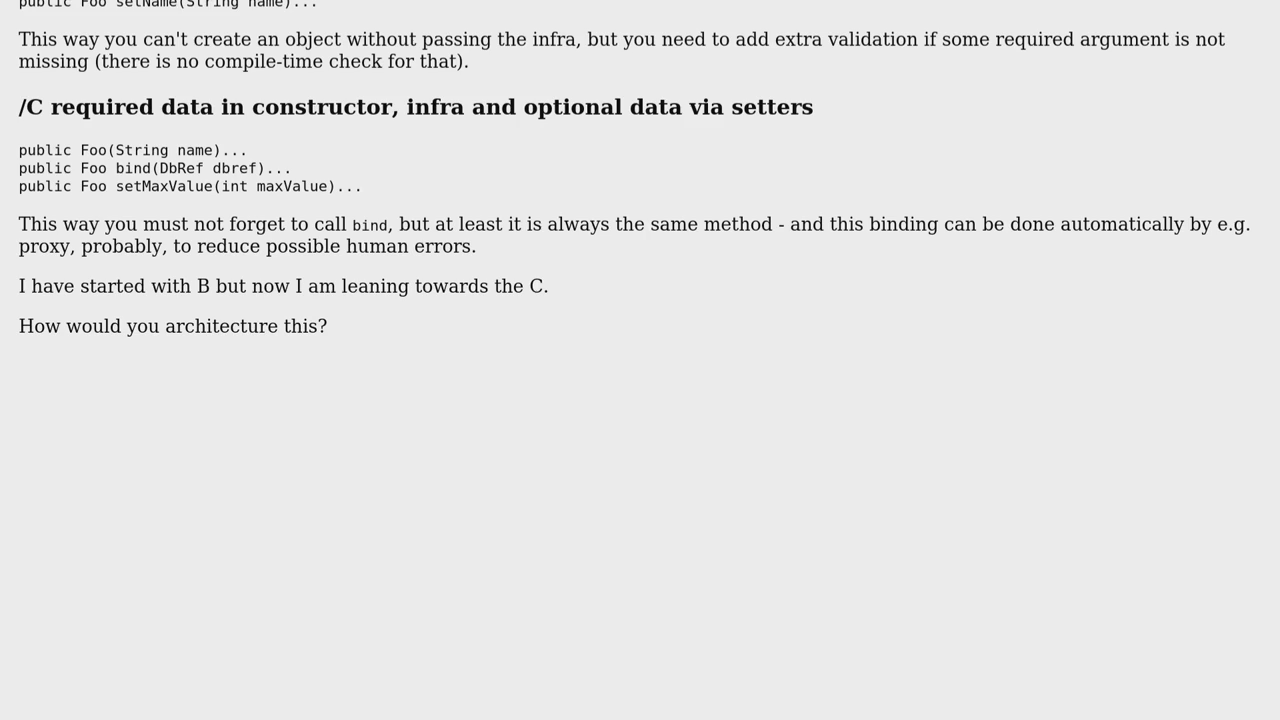 public Foo setName(String name)...
This way you can't create an object without passing the infra, but you need to add extra validation if some required argument is not
missing (there is no compile-time check for that).
/C required data in constructor, infra and optional data via setters
public Foo(String name)...
public Foo bind(DbRef dbref)...
public Foo setMaxValue(int maxValue)...
This way you must not forget to call bind, but at least it is always the same method - and this binding can be done automatically by e.g.
proxy, probably, to reduce possible human errors.
I have started with B but now I am leaning towards the C.
How would you architecture this?